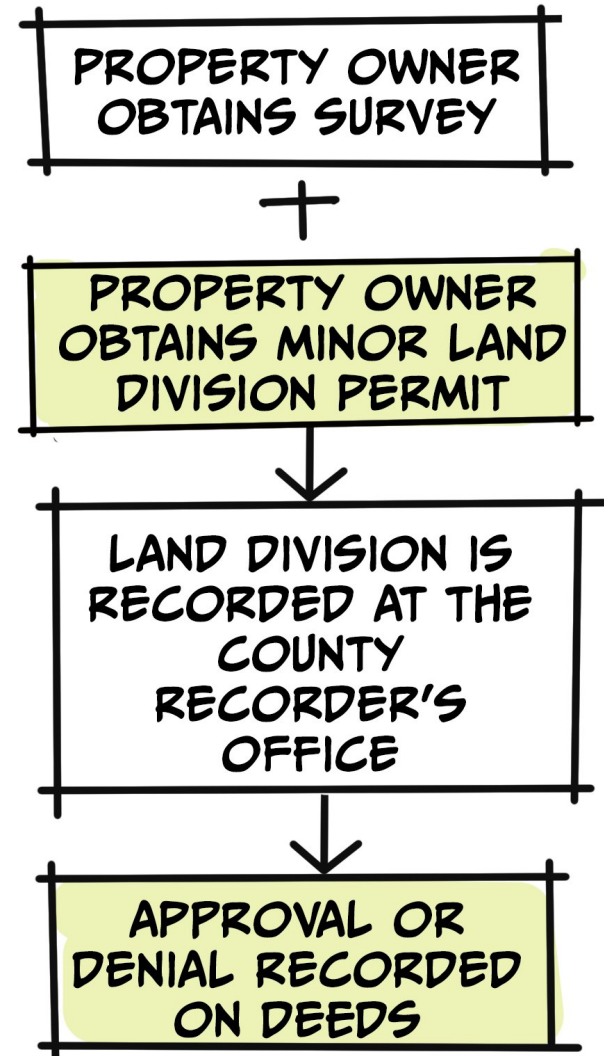 PROPERTY OWNER
OBTAINS SURVEY
+
PROPERTY OWNER
OBTAINS MINOR LAND
DIVISION PERMIT
LAND DIVISION IS
RECORDED AT THE
COUNTY
RECORDER'S
OFFICE
APPROVAL OR
DENIAL RECORDED
ON DEEDS